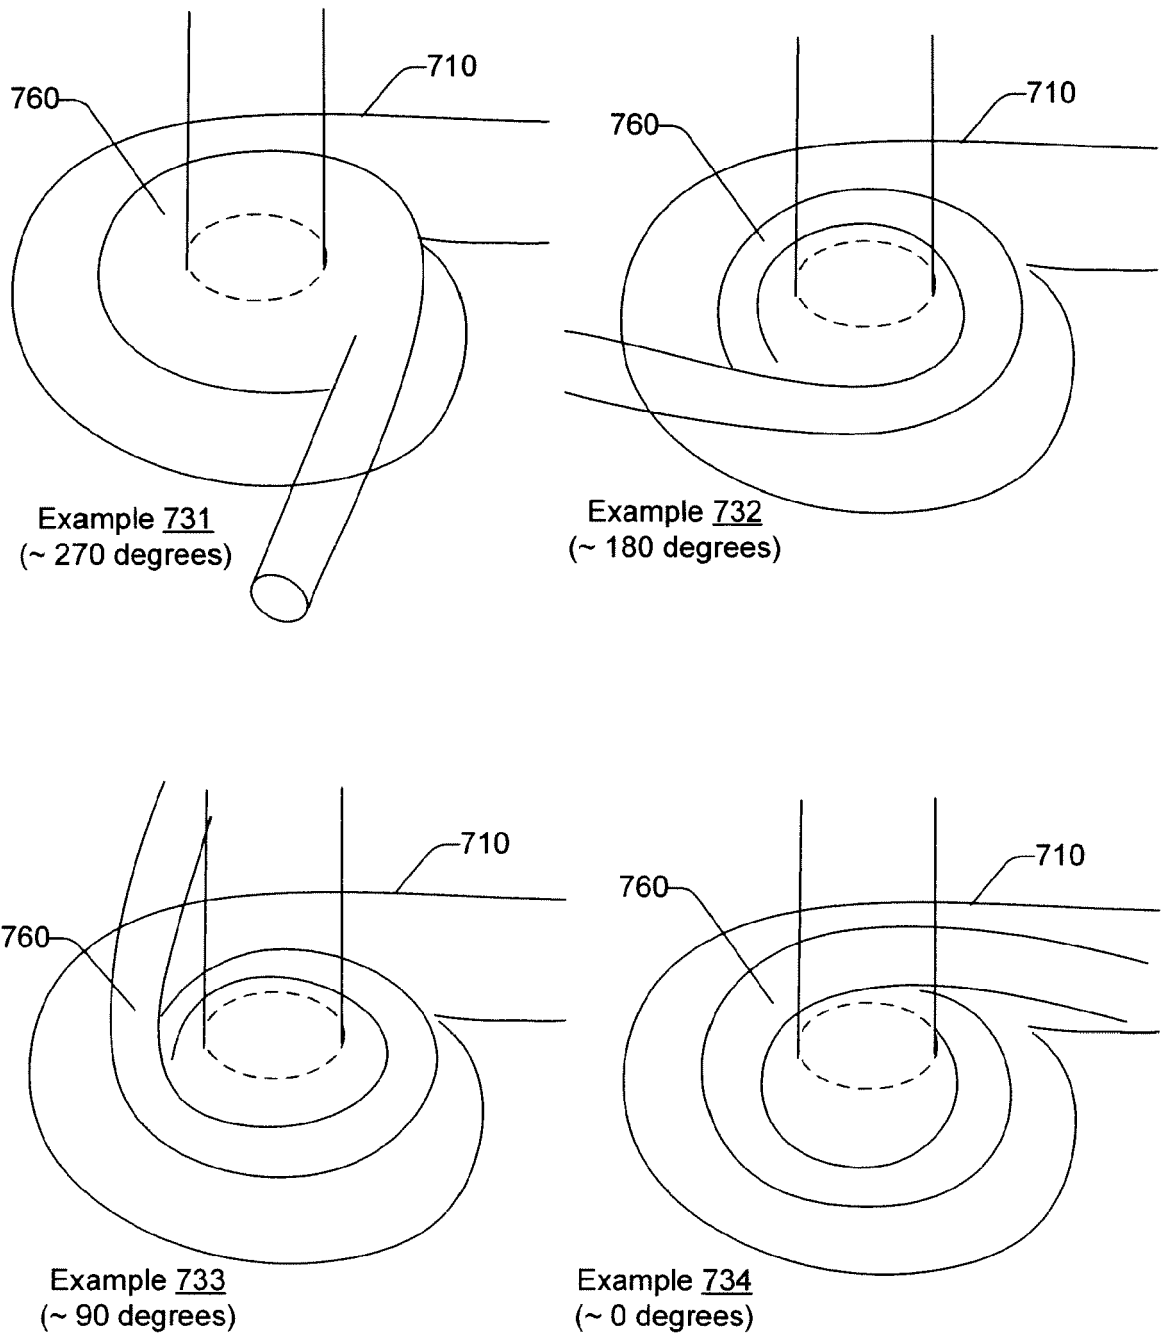 710
760
Example 731
(~ 270 degrees)
710
760
Example 732
(~ 180 degrees)
710
760
Example 733
(~ 90 degrees)
710
760
Example 734
(~ 0 degrees)